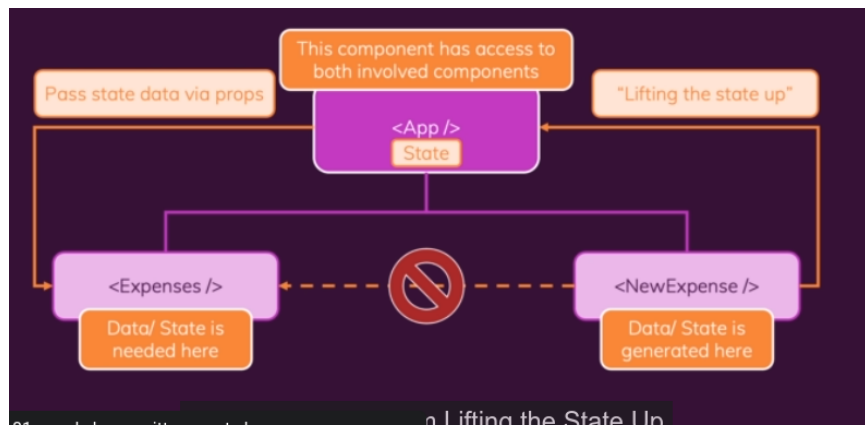 This component has access to
both involved components
Pass state data via props
"Lifting the state up"
<App />
State
<Expenses />
<NewExpense />
Data/ State is
needed here
Data/ State is
generated here
Lifting the State Up